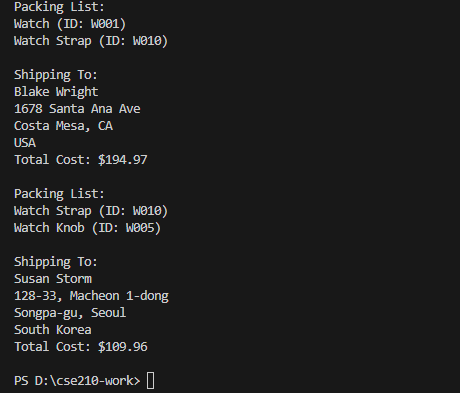 Packing List:
Watch (ID: W001)
Watch Strap (ID: W010)

Shipping To:
Blake Wright
1678 Santa Ana Ave
Costa Mesa, CA
USA
Total Cost: $194.97

Packing List:
Watch Strap (ID: W010)
Watch Knob (ID: W005)

Shipping To:
Susan Storm
128-33, Macheon 1-dong
Songpa-gu, Seoul
South Korea
Total Cost: $109.96

PS D:\cse210-work>